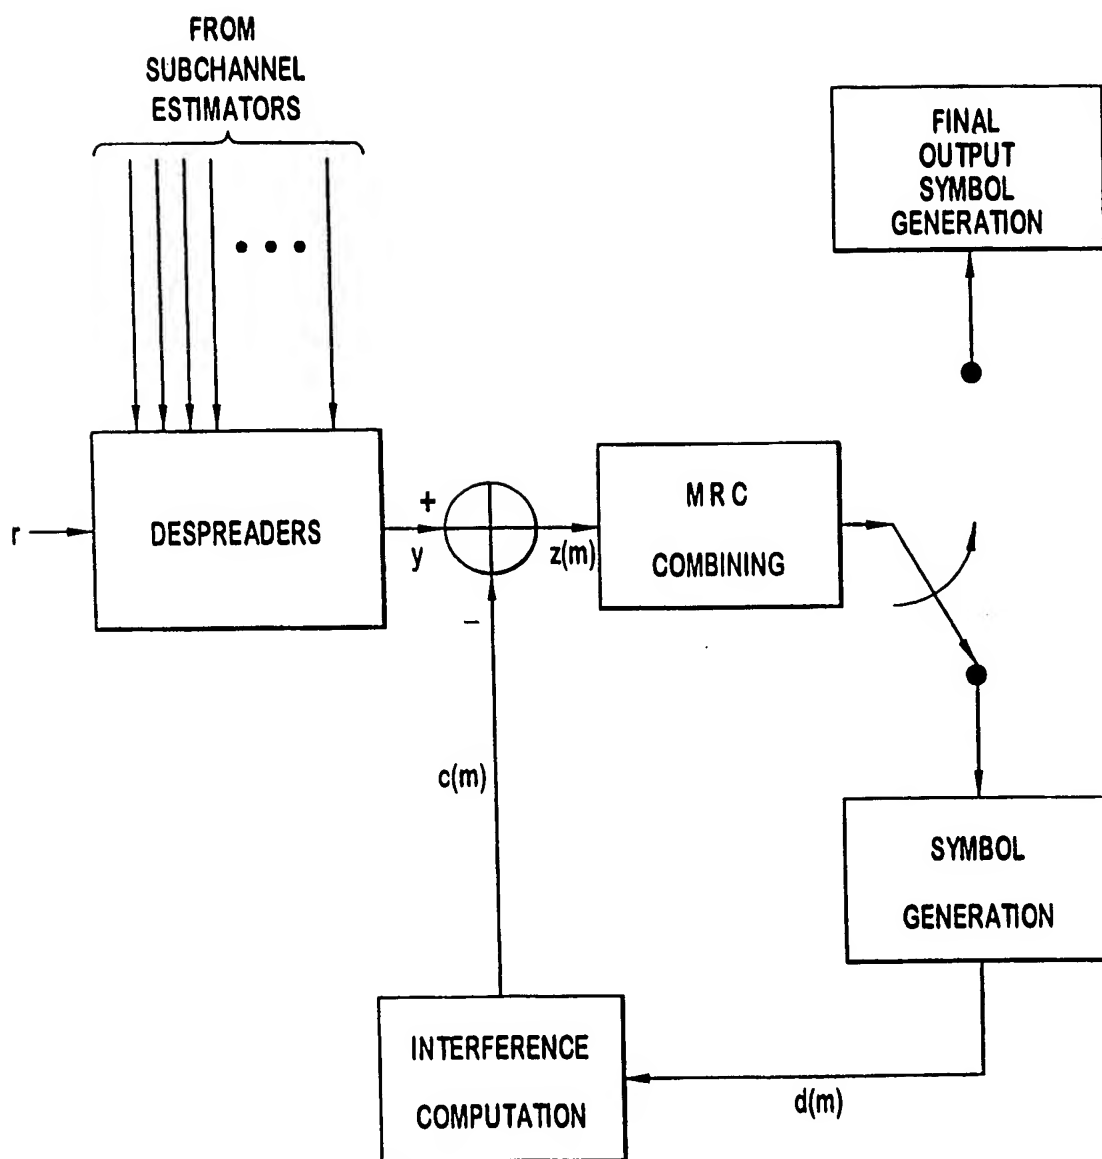 FROM
SUBCHANNEL
ESTIMATORS
FINAL
OUTPUT
SYMBOL
GENERATION
r
DESPREADERS
+
y
−
z(m)
MRC
COMBINING
c(m)
SYMBOL
GENERATION
INTERFERENCE
COMPUTATION
d(m)